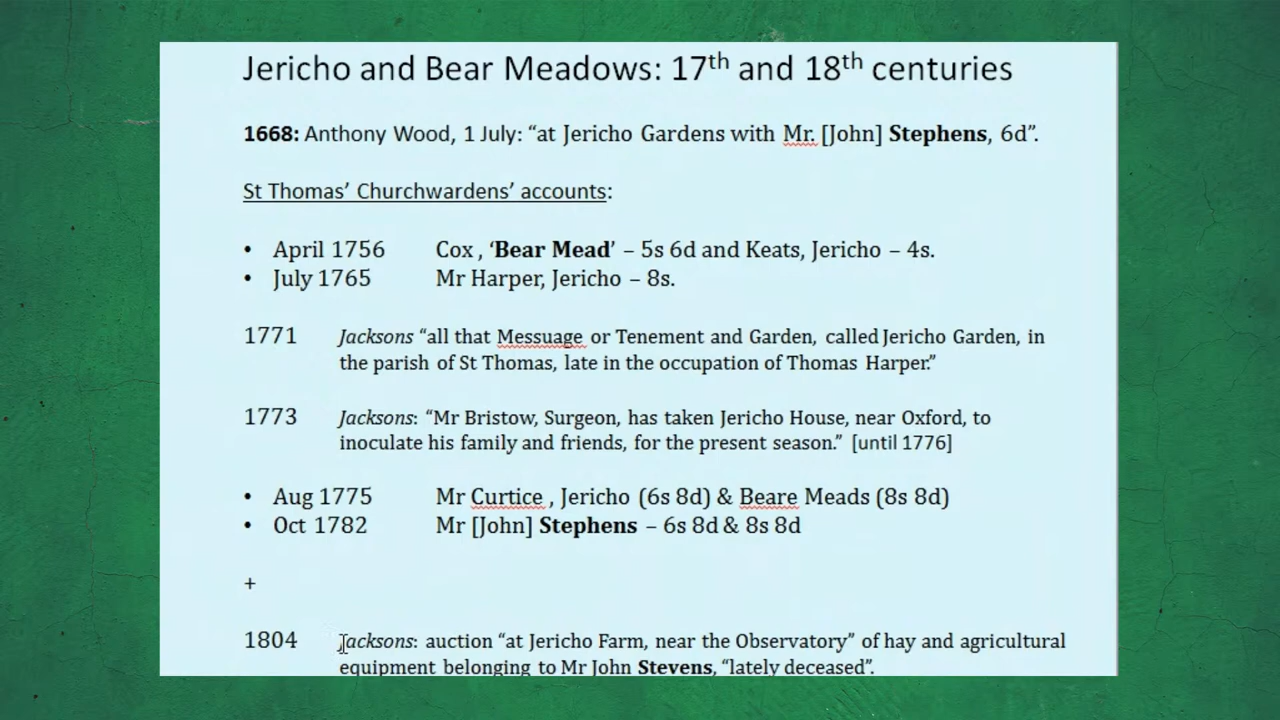 Jericho and Bear Meadows: 17th and 18th centuries
1668: Anthony Wood, 1 July: “at Jericho Gardens with Mr. [John] Stephens, 6d”.
St Thomas’ Churchwardens’ accounts:
• April 1756 Cox , ‘Bear Mead’ – 5s 6d and Keats, Jericho – 4s.
• July 1765 Mr Harper, Jericho – 8s.
1771 Jacksons “all that Messuage or Tenement and Garden, called Jericho Garden, in
the parish of St Thomas, late in the occupation of Thomas Harper.”
1773 Jacksons: “Mr Bristow, Surgeon, has taken Jericho House, near Oxford, to
inoculate his family and friends, for the present season.” [until 1776]
• Aug 1775 Mr Curtice , Jericho (6s 8d) & Beare Meads (8s 8d)
• Oct 1782 Mr [John] Stephens – 6s 8d & 8s 8d
+
1804 Jacksons: auction “at Jericho Farm, near the Observatory” of hay and agricultural
equipment belonging to Mr John Stevens, “lately deceased”.